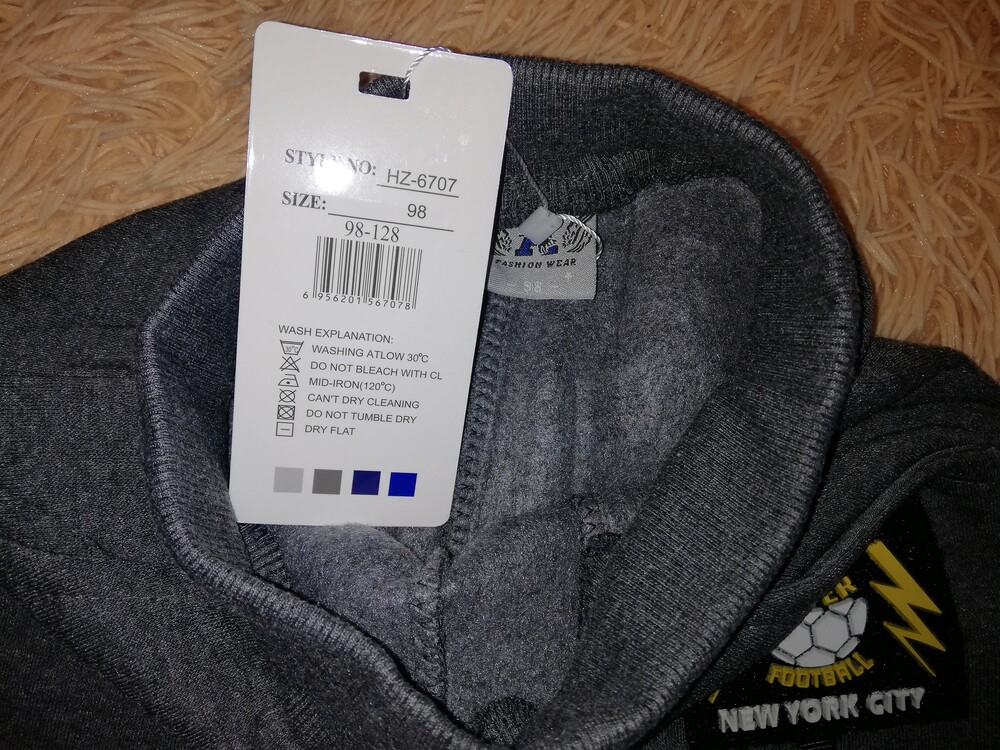 STYLE NO: HZ-6707
SIZE: 98
98-128
6 956201 567078
WASH EXPLANATION:
30°C WASHING ATLOW 30°C
DO NOT BLEACH WITH CL
MID-IRON(120°C)
CAN'T DRY CLEANING
DO NOT TUMBLE DRY
DRY FLAT
FASHION WEAR
- 98 -
FOOTBALL
NEW YORK CITY